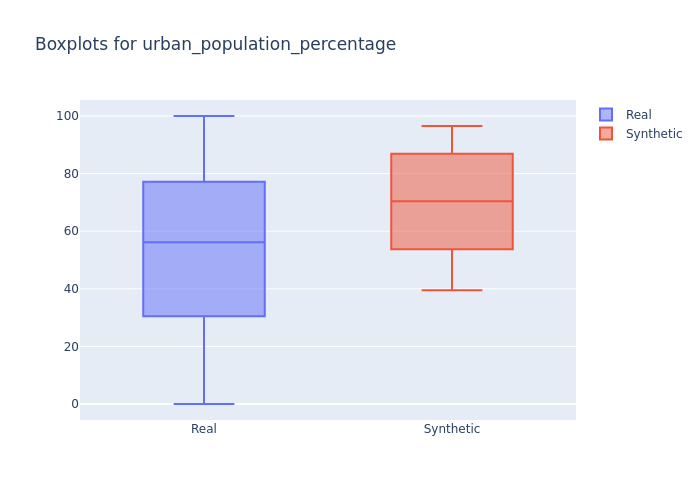 Boxplots for urban_population_percentage
Real
Synthetic
100
80
60
40
20
0
Real
Synthetic